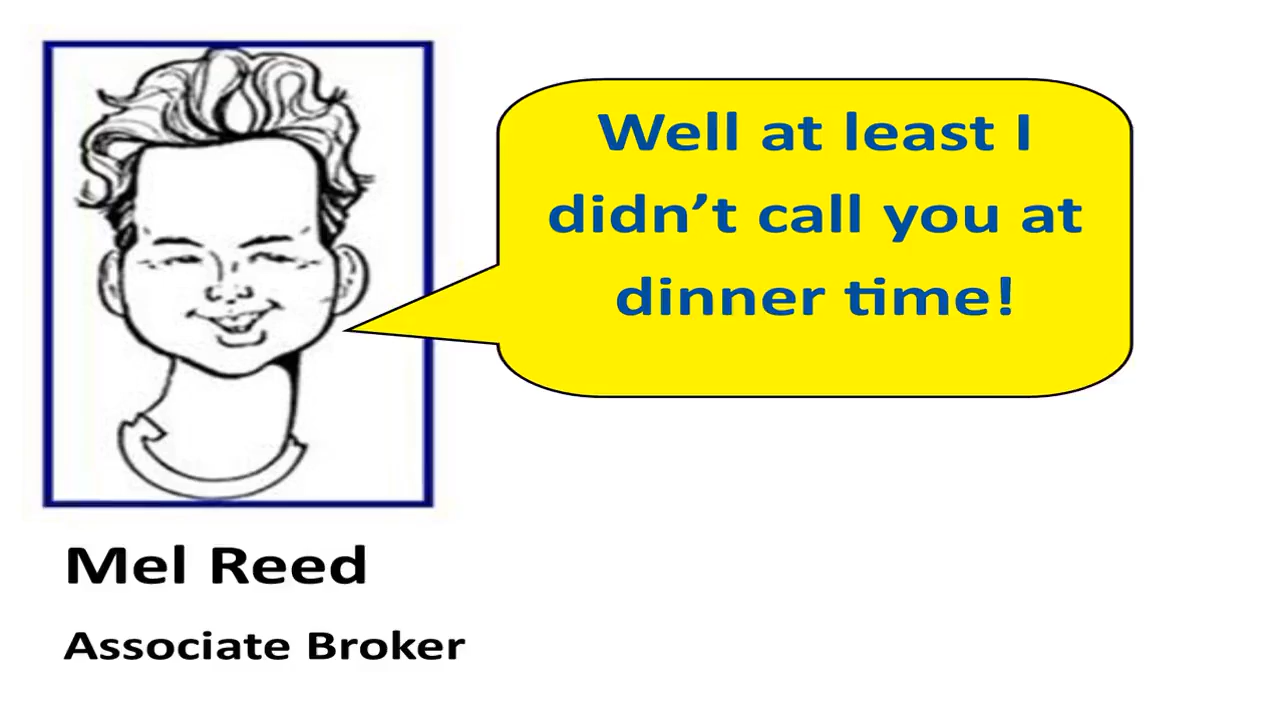 Well at least I
didn’t call you at
dinner time!
Mel Reed
Associate Broker